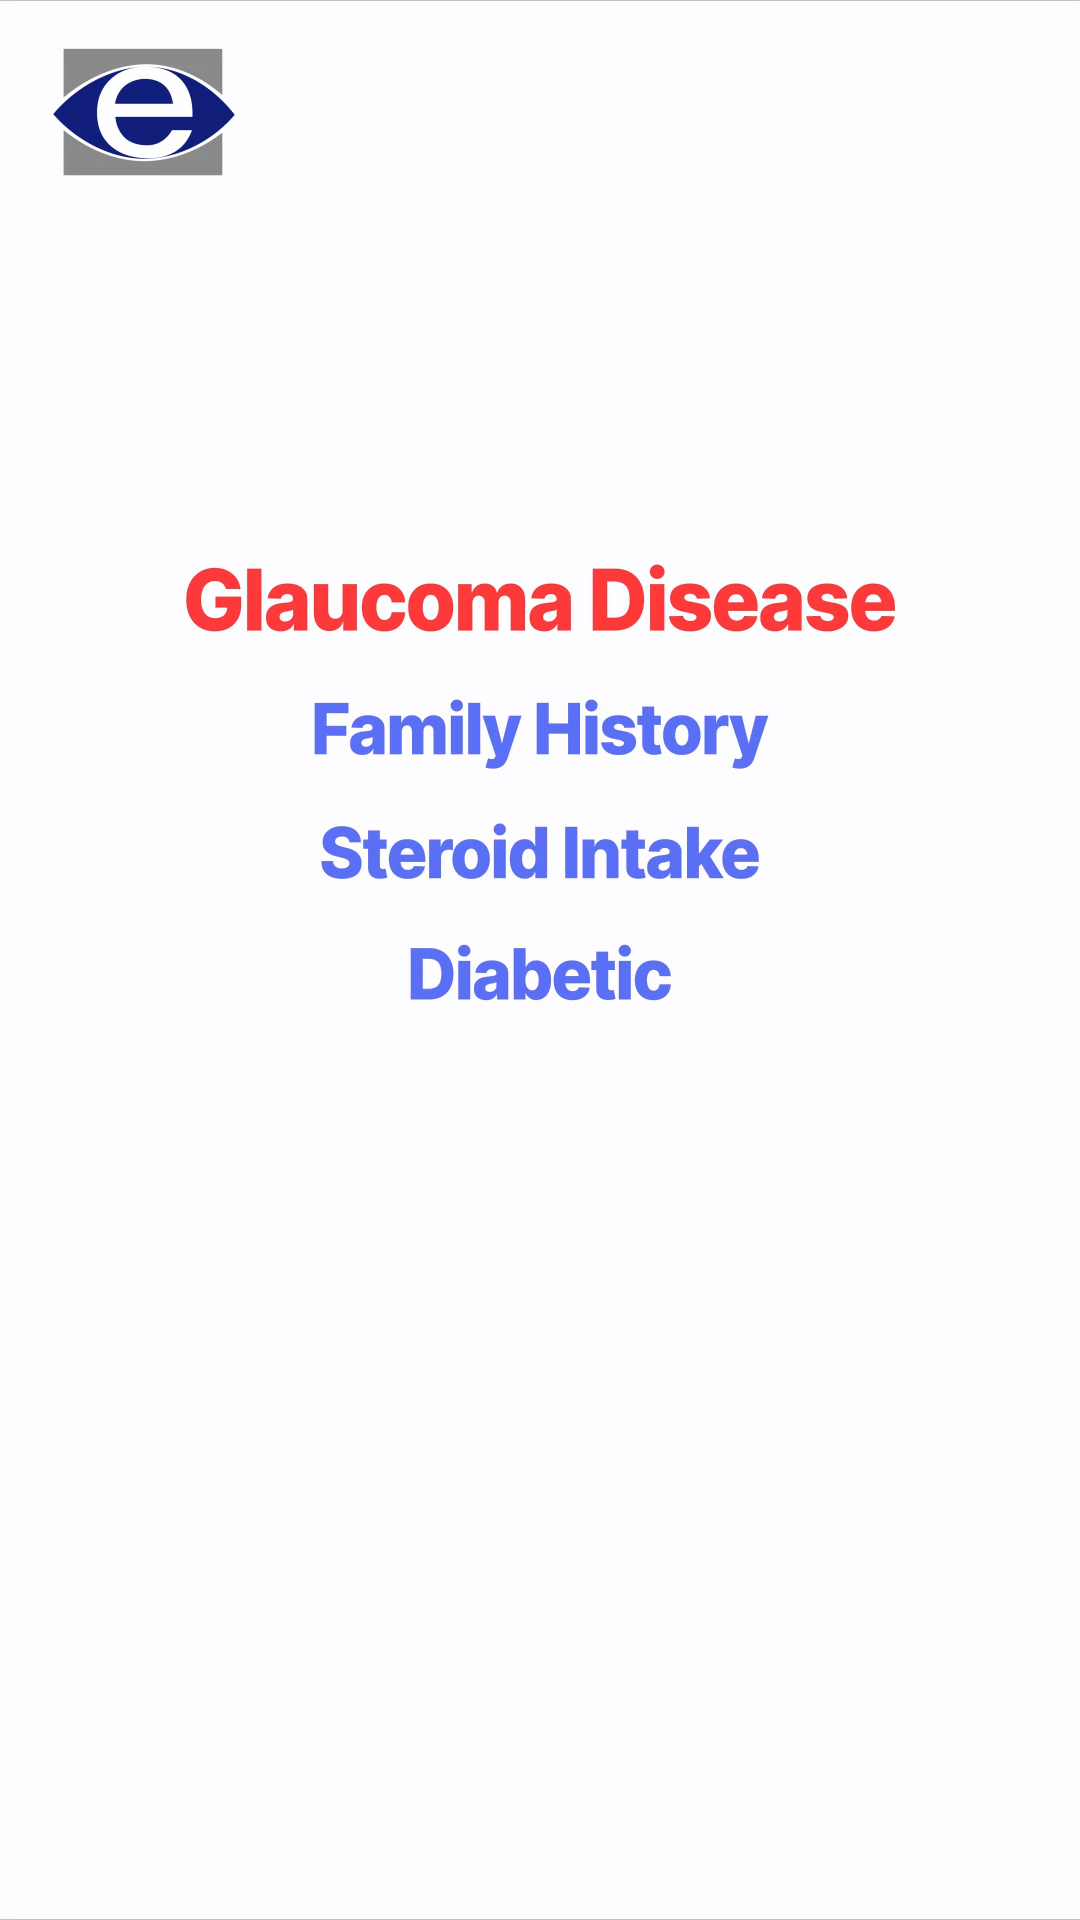 e
Glaucoma Disease
Family History
Steroid Intake
Diabetic